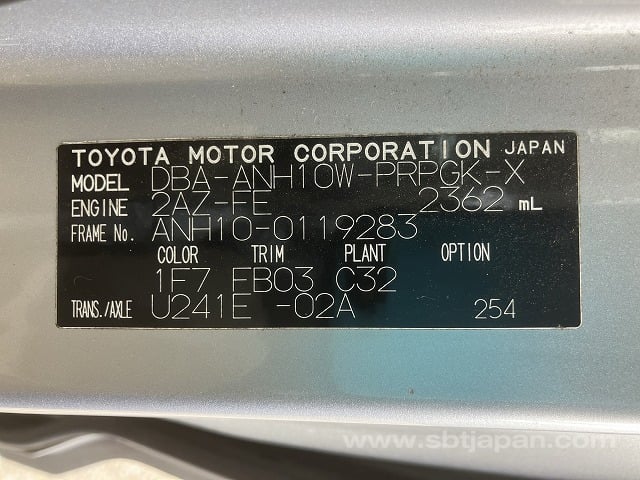 TOYOTA MOTOR CORPORATION JAPAN
MODEL DBA-ANH10W-PRPGK-X
ENGINE 2AZ-FE 2362 mL
FRAME No. ANH10-0119283
COLOR TRIM PLANT OPTION
1F7 EB03 C32
TRANS./AXLE U241E -02A 254
www.sbtjapan.com